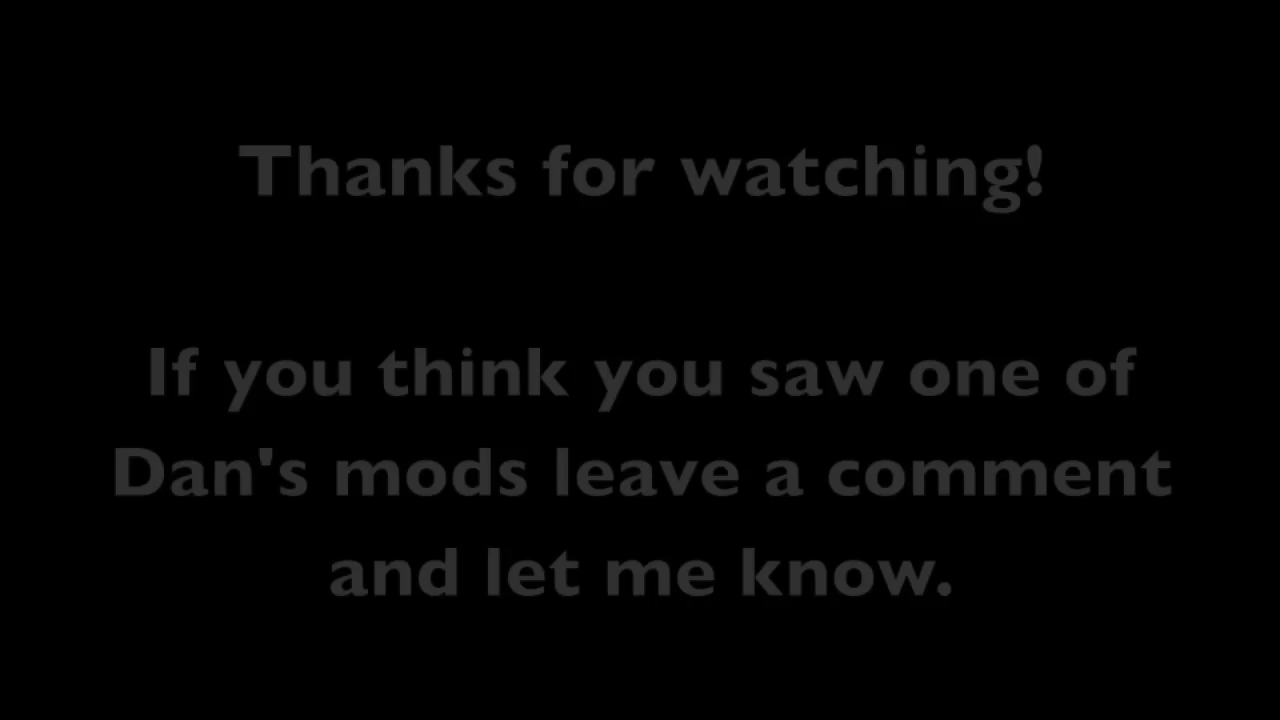 Thanks for watching!
If you think you saw one of
Dan's mods leave a comment
and let me know.